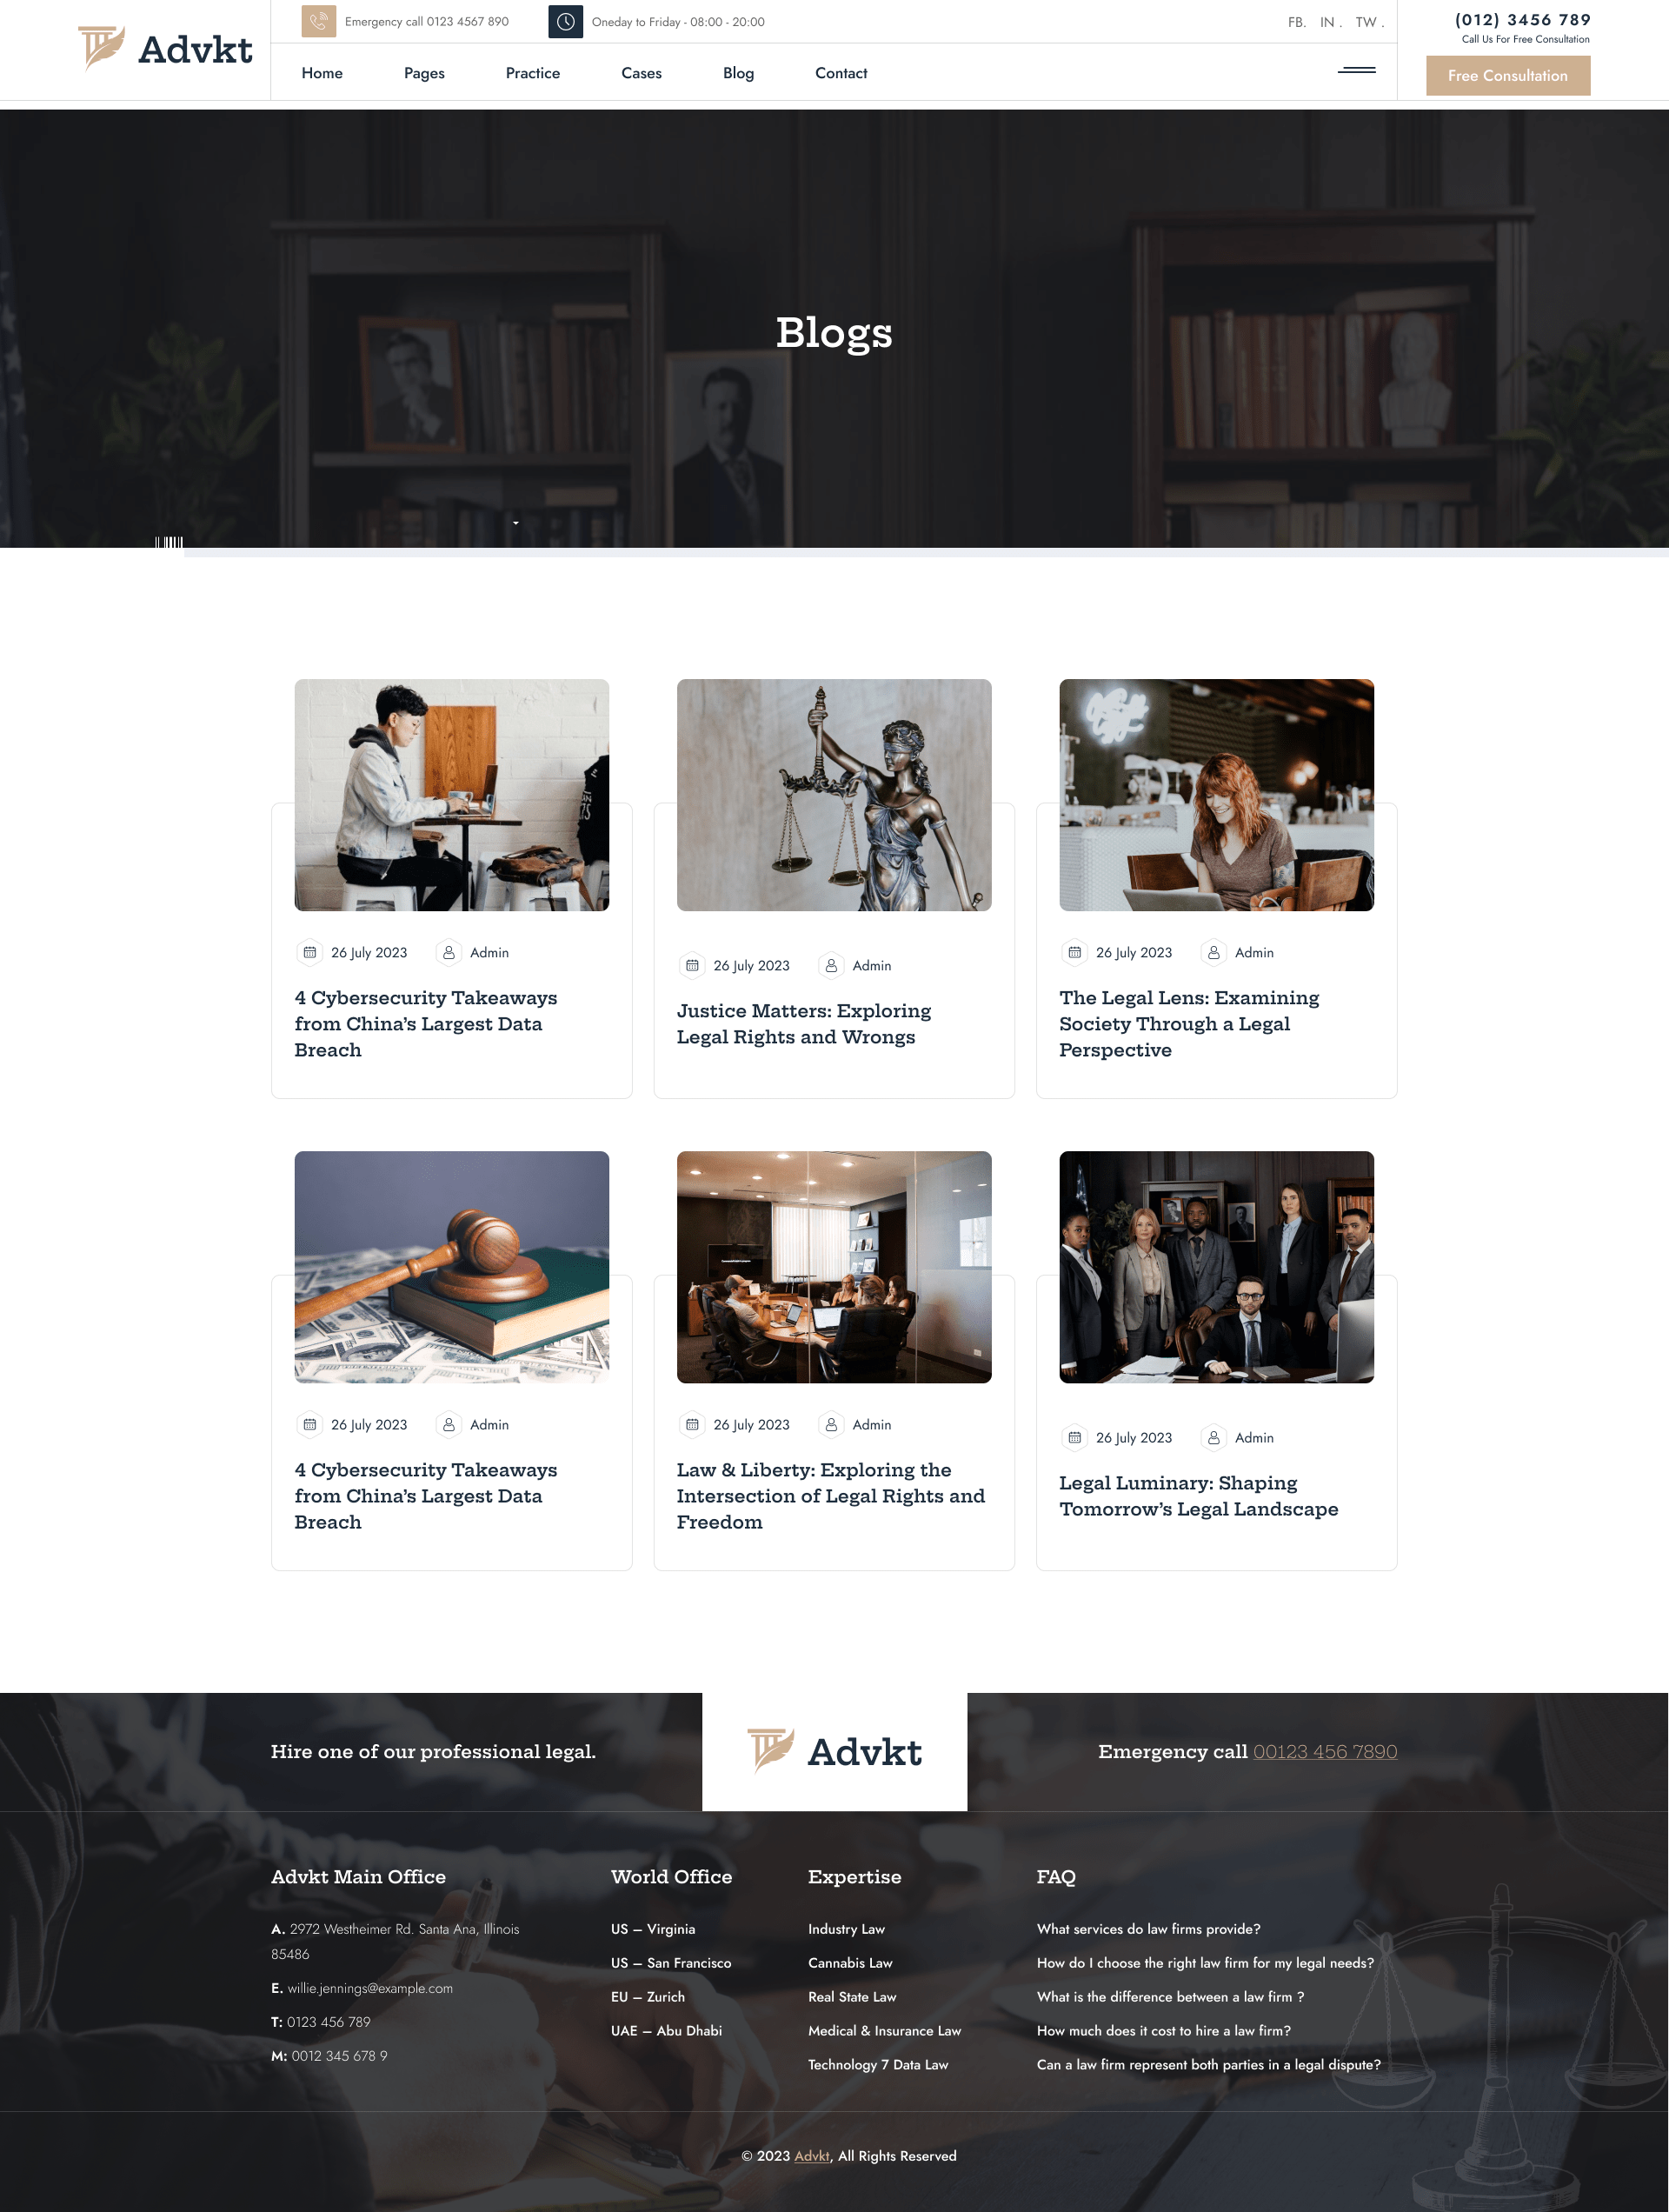 Advkt
Emergency call 0123 4567 890
Oneday to Friday - 08:00 - 20:00
FB. IN . TW .
(012) 3456 789
Call Us For Free Consultation
Home Pages Practice Cases Blog Contact
Free Consultation
Blogs
26 July 2023 Admin
4 Cybersecurity Takeaways
from China’s Largest Data
Breach
26 July 2023 Admin
Justice Matters: Exploring
Legal Rights and Wrongs
26 July 2023 Admin
The Legal Lens: Examining
Society Through a Legal
Perspective
26 July 2023 Admin
4 Cybersecurity Takeaways
from China’s Largest Data
Breach
26 July 2023 Admin
Law & Liberty: Exploring the
Intersection of Legal Rights and
Freedom
26 July 2023 Admin
Legal Luminary: Shaping
Tomorrow’s Legal Landscape
Hire one of our professional legal.
Advkt
Emergency call 00123 456 7890
Advkt Main Office
A. 2972 Westheimer Rd. Santa Ana, Illinois
85486
E. willie.jennings@example.com
T: 0123 456 789
M: 0012 345 678 9
World Office
US – Virginia
US – San Francisco
EU – Zurich
UAE – Abu Dhabi
Expertise
Industry Law
Cannabis Law
Real State Law
Medical & Insurance Law
Technology 7 Data Law
FAQ
What services do law firms provide?
How do I choose the right law firm for my legal needs?
What is the difference between a law firm ?
How much does it cost to hire a law firm?
Can a law firm represent both parties in a legal dispute?
© 2023 Advkt, All Rights Reserved